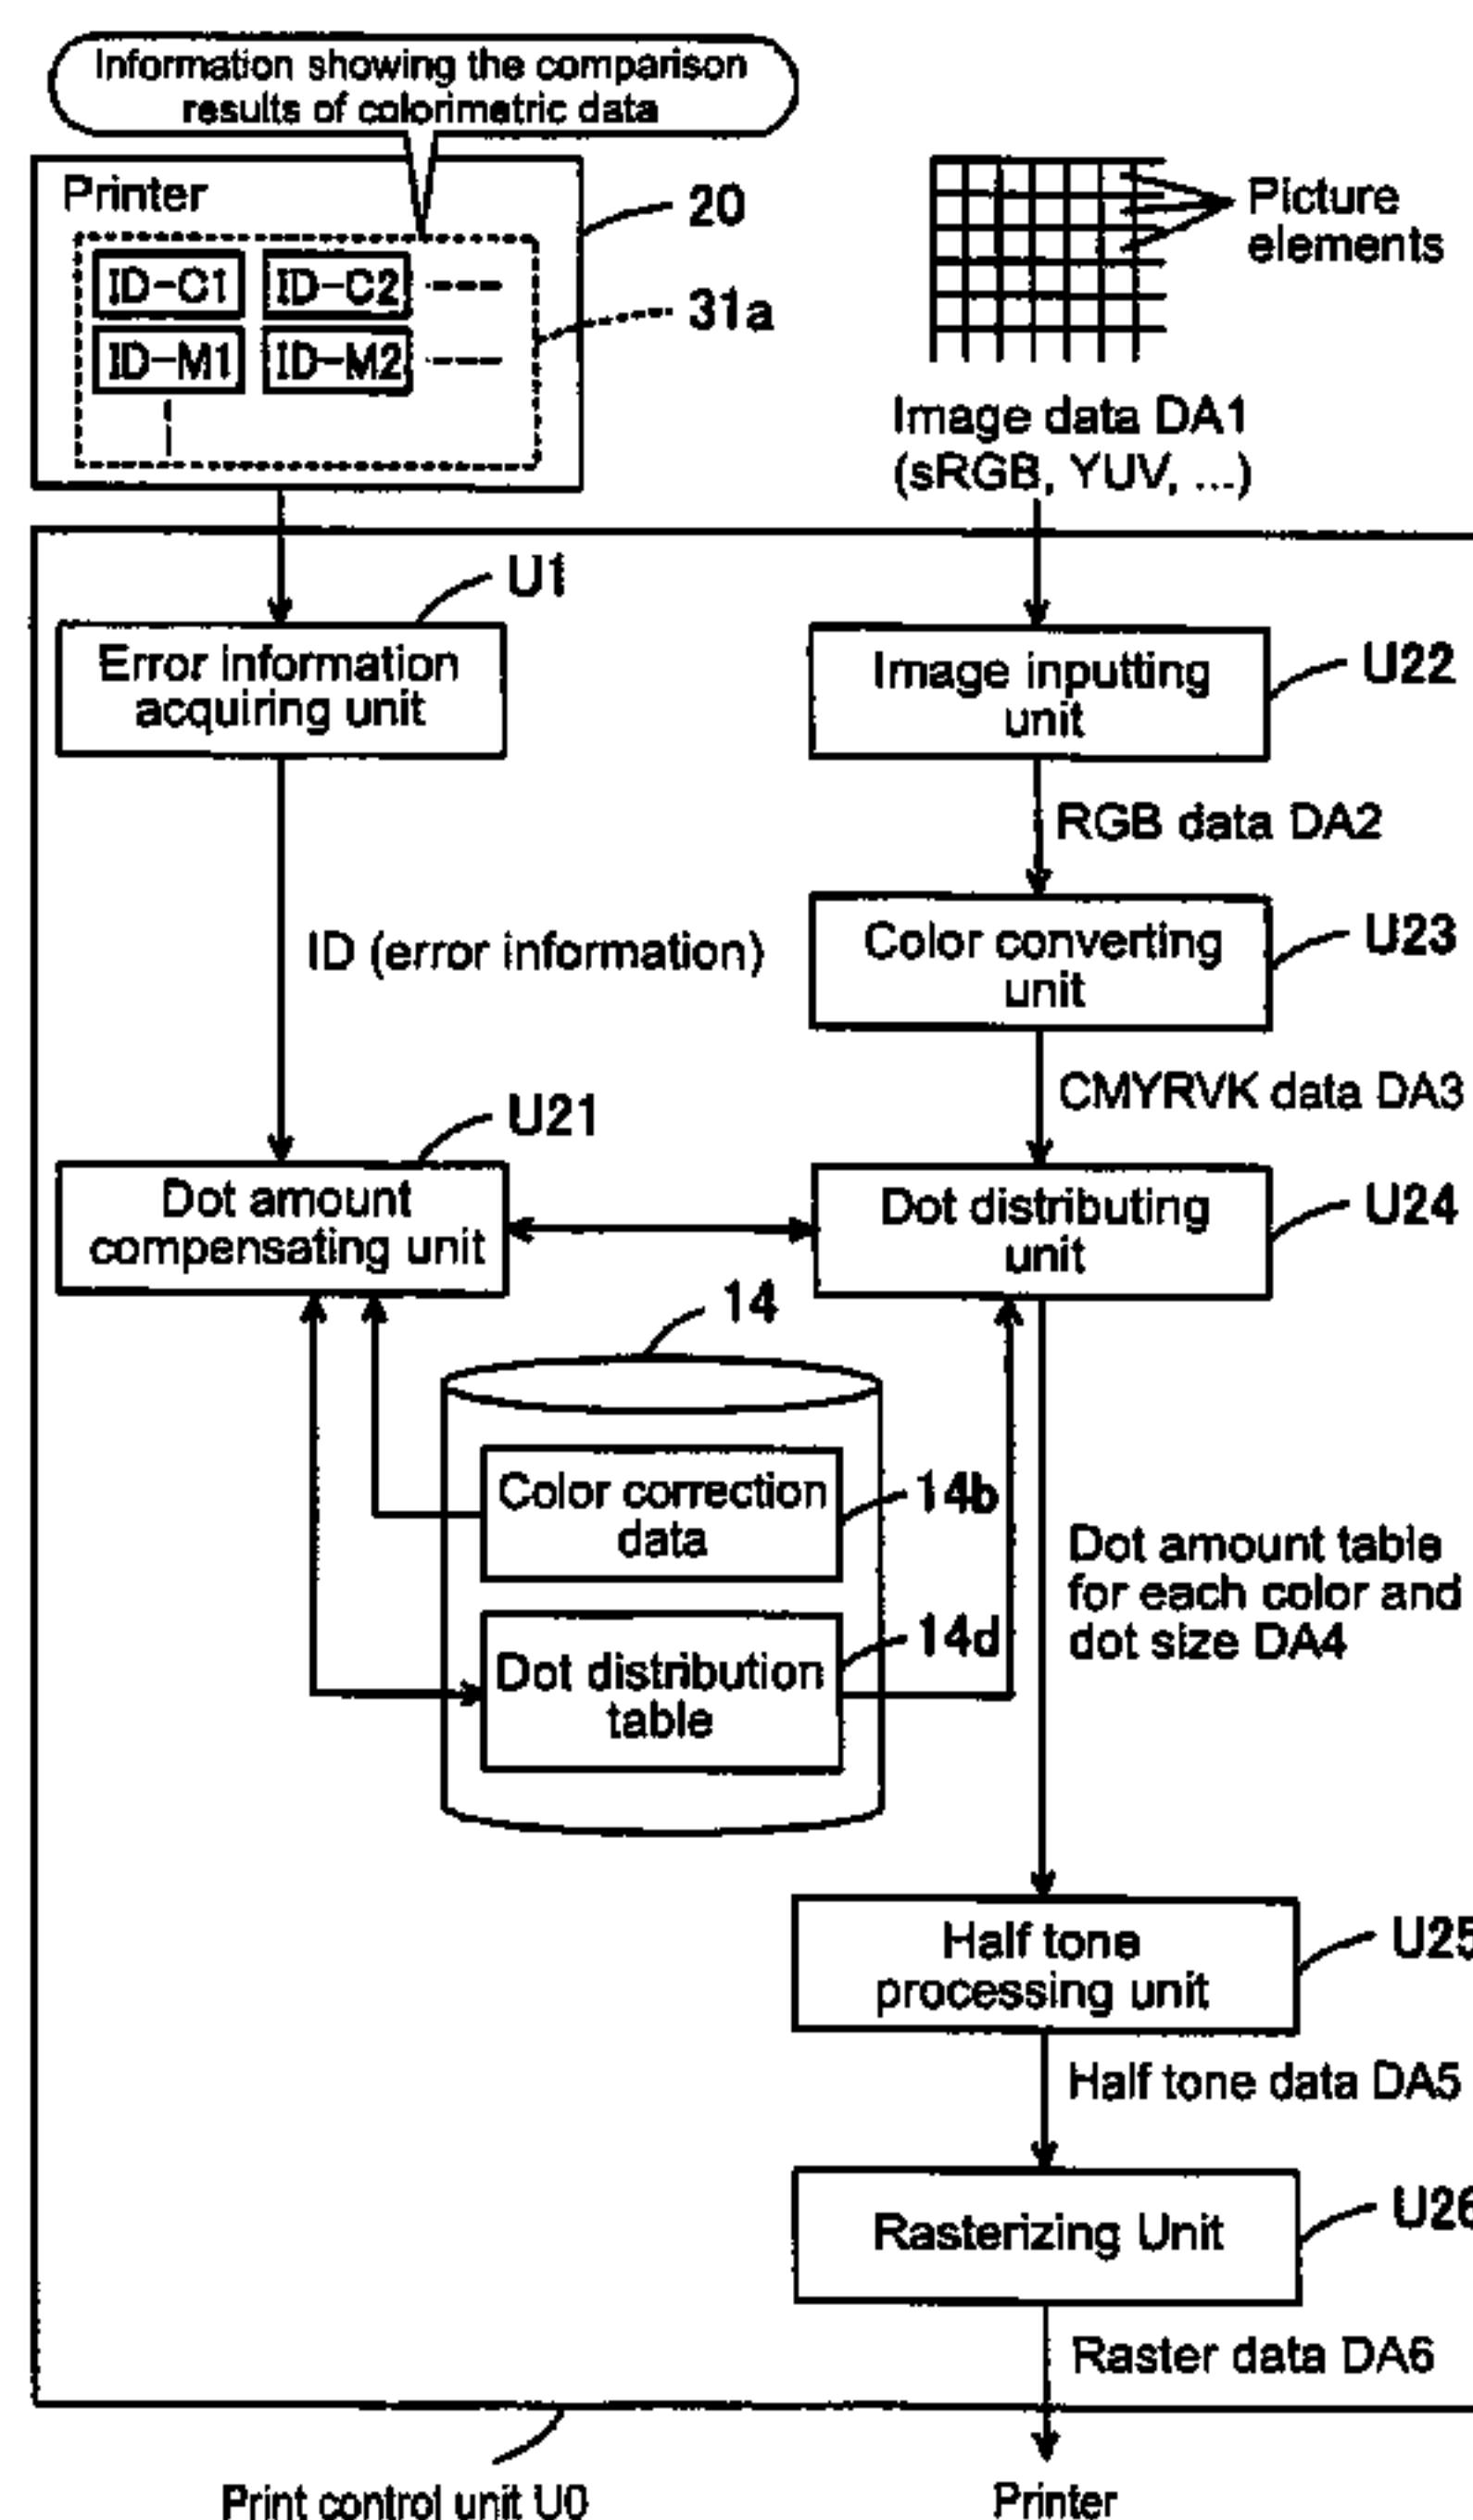 Information showing the comparison
results of colorimetric data
Printer
20
ID-C1
ID-C2
31a
ID-M1
ID-M2
Picture
elements
Image data DA1
(sRGB, YUV, ...)
U1
Error information
acquiring unit
Image inputting
unit
U22
RGB data DA2
ID (error information)
Color converting
unit
U23
CMYRVK data DA3
U21
Dot amount
compensating unit
Dot distributing
unit
U24
14
Color correction
data
14b
Dot distribution
table
14d
Dot amount table
for each color and
dot size DA4
Half tone
processing unit
U25
Half tone data DA5
Rasterizing Unit
U26
Raster data DA6
Print control unit U0
Printer